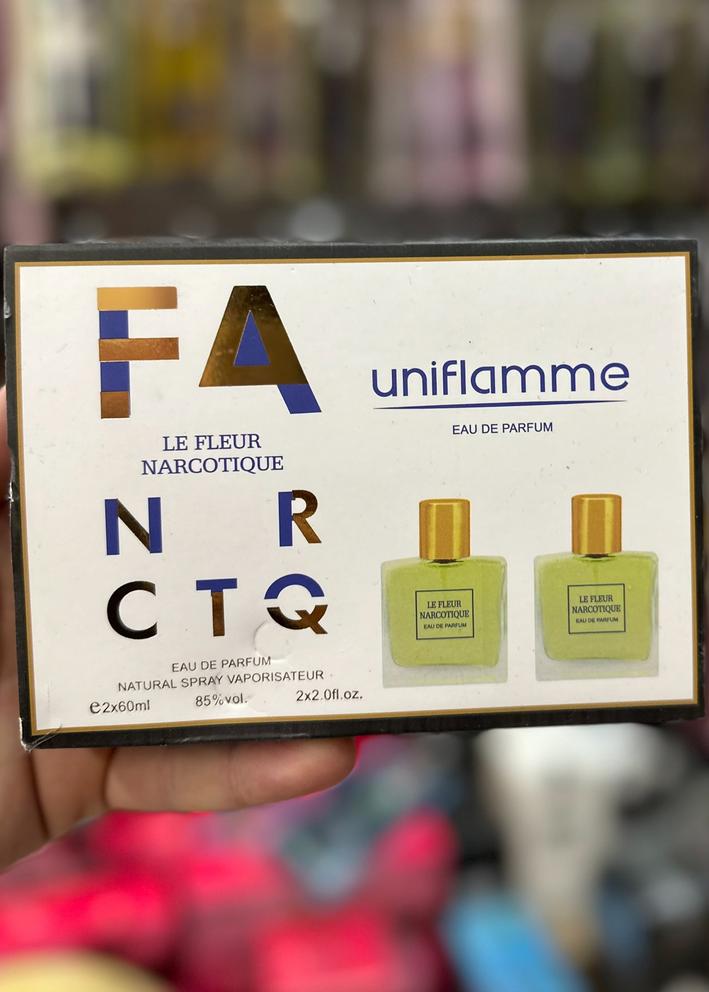 FA
LE FLEUR
NARCOTIQUE
N R
C T Q
EAU DE PARFUM
NATURAL SPRAY VAPORISATEUR
℮2x60ml 85%vol. 2x2.0fl.oz.
uniflamme
EAU DE PARFUM
LE FLEUR
NARCOTIQUE
EAU DE PARFUM
LE FLEUR
NARCOTIQUE
EAU DE PARFUM